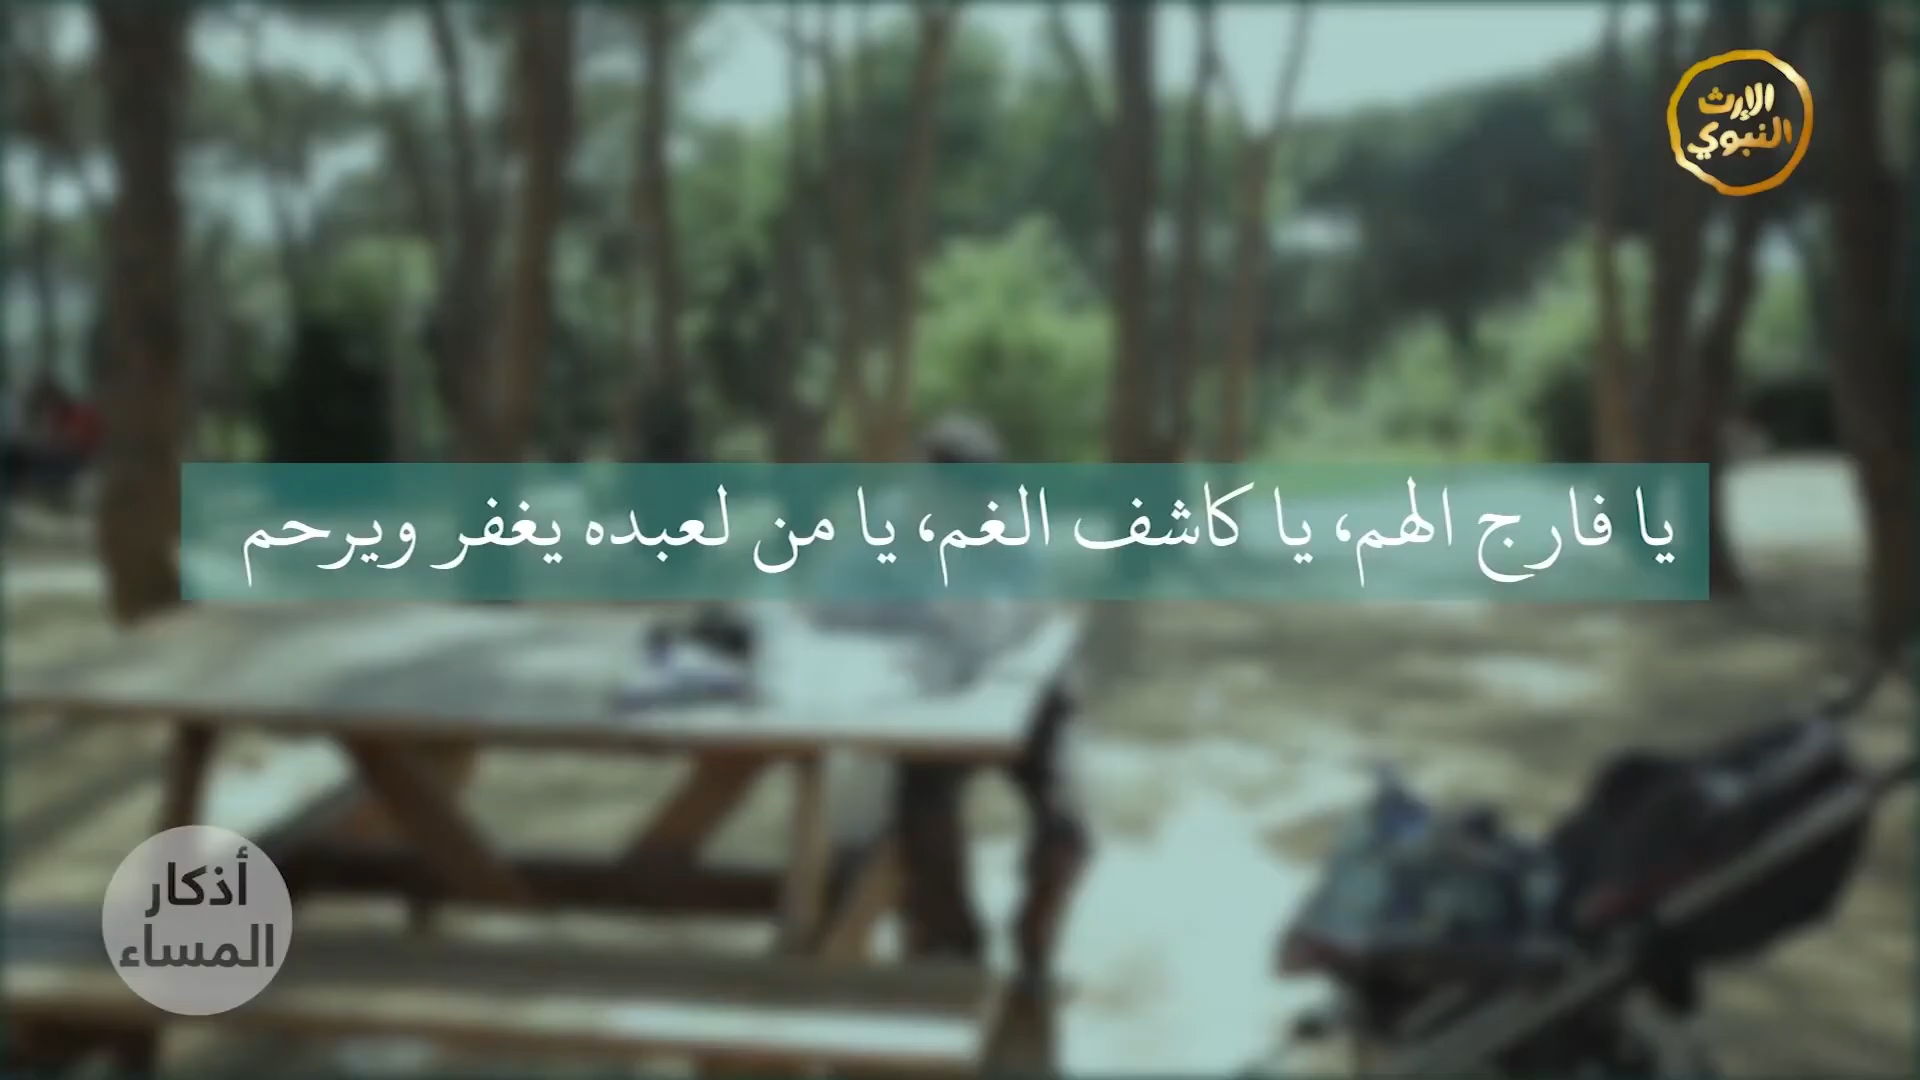 الإرث
النبوي
يا فارج الهم، يا كاشف الغم، يا من لعبده يغفر ويرحم
أذكار
المساء